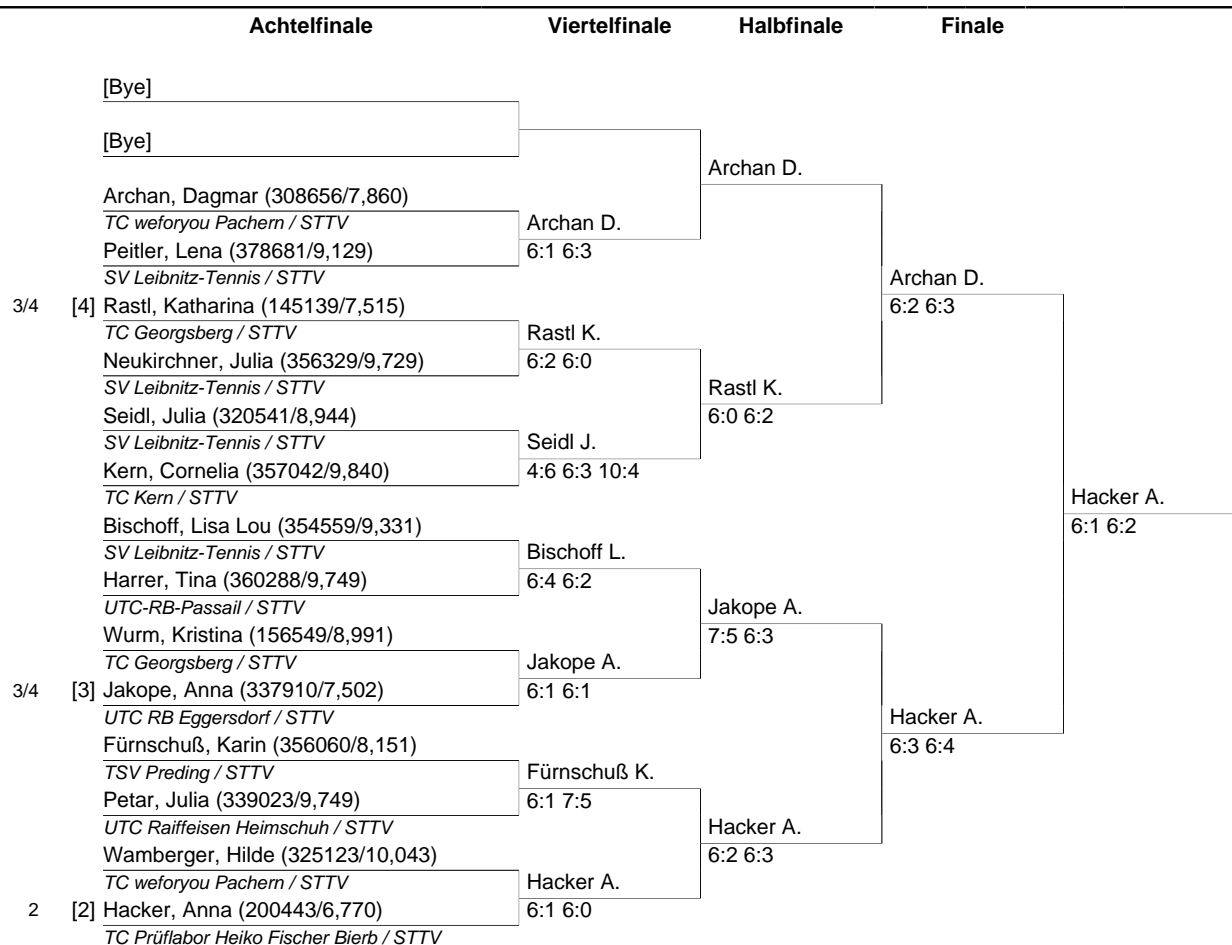 Achtelfinale Viertelfinale Halbfinale Finale
[Bye]
[Bye]
Archan D.
Archan, Dagmar (308656/7,860)
TC weforyou Pachern / STTV Archan D.
Peitler, Lena (378681/9,129) 6:1 6:3
SV Leibnitz-Tennis / STTV Archan D.
3/4 [4] Rastl, Katharina (145139/7,515) 6:2 6:3
TC Georgsberg / STTV Rastl K.
Neukirchner, Julia (356329/9,729) 6:2 6:0
SV Leibnitz-Tennis / STTV Rastl K.
Seidl, Julia (320541/8,944) 6:0 6:2
SV Leibnitz-Tennis / STTV Seidl J.
Kern, Cornelia (357042/9,840) 4:6 6:3 10:4
TC Kern / STTV Hacker A.
Bischoff, Lisa Lou (354559/9,331) 6:1 6:2
SV Leibnitz-Tennis / STTV Bischoff L.
Harrer, Tina (360288/9,749) 6:4 6:2
UTC-RB-Passail / STTV Jakope A.
Wurm, Kristina (156549/8,991) 7:5 6:3
TC Georgsberg / STTV Jakope A.
3/4 [3] Jakope, Anna (337910/7,502) 6:1 6:1
UTC RB Eggersdorf / STTV Hacker A.
Fürnschuß, Karin (356060/8,151) 6:3 6:4
TSV Preding / STTV Fürnschuß K.
Petar, Julia (339023/9,749) 6:1 7:5
UTC Raiffeisen Heimschuh / STTV Hacker A.
Wamberger, Hilde (325123/10,043) 6:2 6:3
TC weforyou Pachern / STTV Hacker A.
2 [2] Hacker, Anna (200443/6,770) 6:1 6:0
TC Prüflabor Heiko Fischer Bierb / STTV